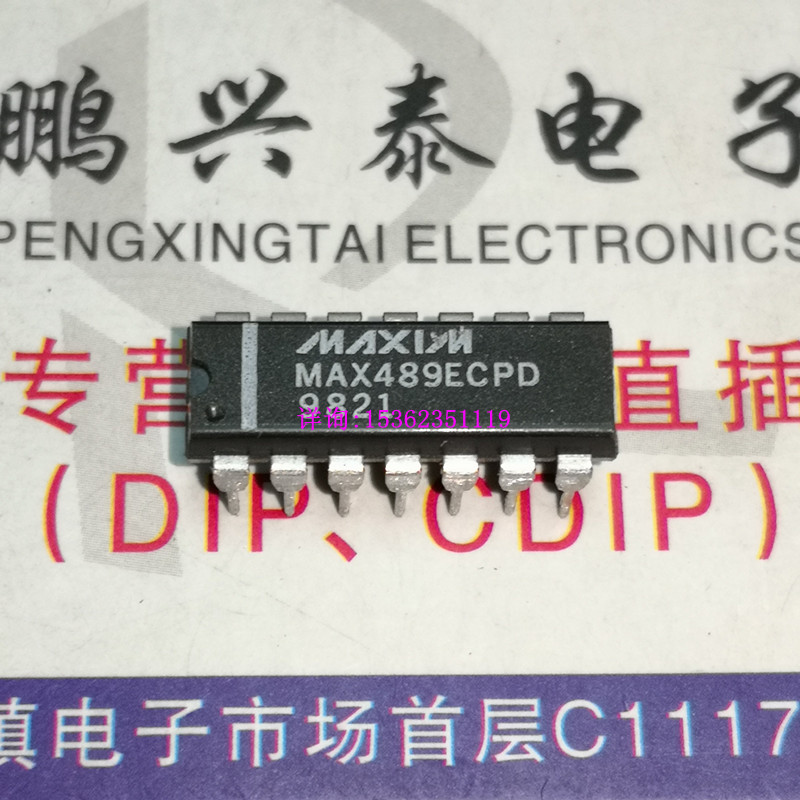 鹏兴泰电子
PENGXINGTAI ELECTRONICS
MAXIM
MAX489ECPD
9821
详询:15362351119
专营 直插
(DIP、CDIP)
镇电子市场首层C1117